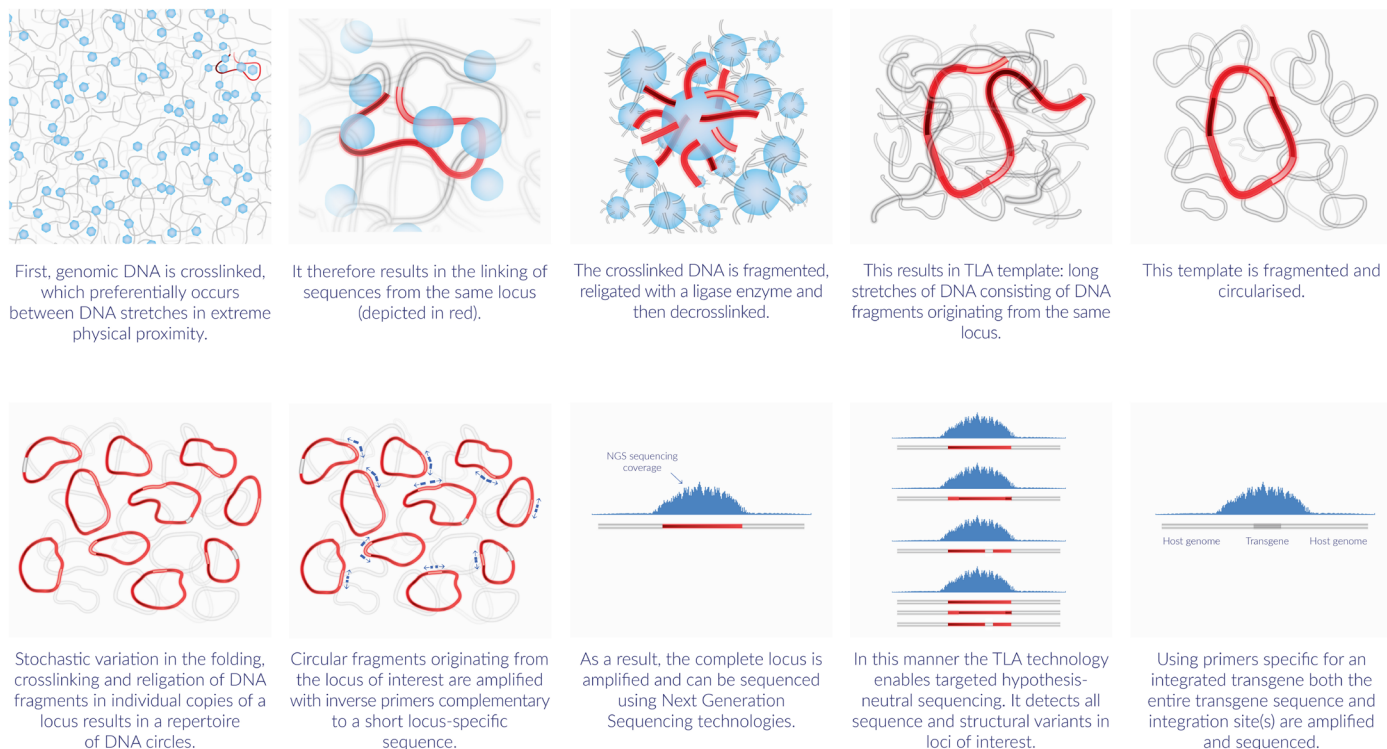 First, genomic DNA is crosslinked,
which preferentially occurs
between DNA stretches in extreme
physical proximity.
It therefore results in the linking of
sequences from the same locus
(depicted in red).
The crosslinked DNA is fragmented,
religated with a ligase enzyme and
then decrosslinked.
This results in TLA template: long
stretches of DNA consisting of DNA
fragments originating from the same
locus.
This template is fragmented and
circularised.
Stochastic variation in the folding,
crosslinking and religation of DNA
fragments in individual copies of a
locus results in a repertoire
of DNA circles.
Circular fragments originating from
the locus of interest are amplified
with inverse primers complementary
to a short locus-specific
sequence.
NGS sequencing
coverage
As a result, the complete locus is
amplified and can be sequenced
using Next Generation
Sequencing technologies.
In this manner the TLA technology
enables targeted hypothesis-
neutral sequencing. It detects all
sequence and structural variants in
loci of interest.
Host genome
Transgene
Host genome
Using primers specific for an
integrated transgene both the
entire transgene sequence and
integration site(s) are amplified
and sequenced.